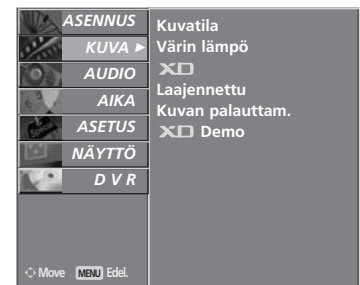 ASENNUS
KUVA ►
AUDIO
AIKA
ASETUS
NÄYTTÖ
D V R
Kuvatila
Värin lämpö
XD
Laajennettu
Kuvan palauttam.
XD Demo
Move MENU Edel.